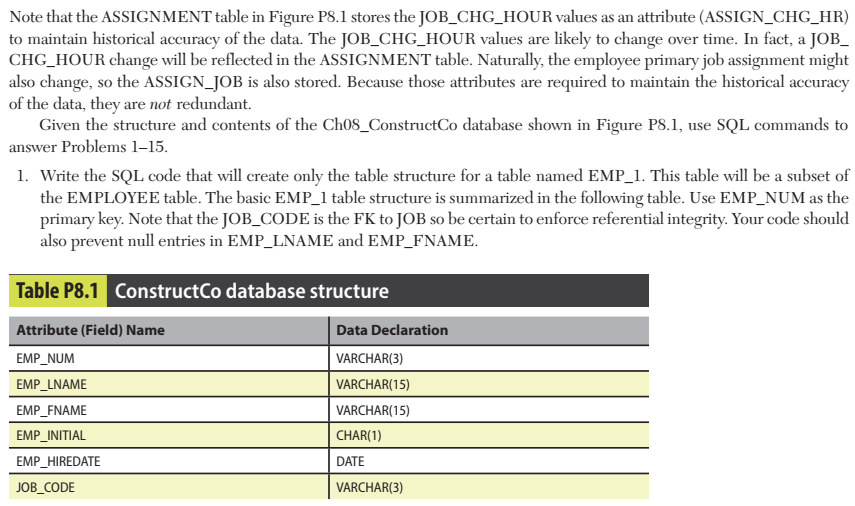 Note that the ASSIGNMENT table in Figure P8.1 stores the JOB_CHG_HOUR values as an attribute (ASSIGN_CHG_HR)
to maintain historical accuracy of the data. The JOB_CHG_HOUR values are likely to change over time. In fact, a JOB_
CHG_HOUR change will be reflected in the ASSIGNMENT table. Naturally, the employee primary job assignment might
also change, so the ASSIGN_JOB is also stored. Because those attributes are required to maintain the historical accuracy
of the data, they are not redundant.
Given the structure and contents of the Ch08_ConstructCo database shown in Figure P8.1, use SQL commands to
answer Problems 1–15.
1. Write the SQL code that will create only the table structure for a table named EMP_1. This table will be a subset of
the EMPLOYEE table. The basic EMP_1 table structure is summarized in the following table. Use EMP_NUM as the
primary key. Note that the JOB_CODE is the FK to JOB so be certain to enforce referential integrity. Your code should
also prevent null entries in EMP_LNAME and EMP_FNAME.
Table P8.1 ConstructCo database structure
Attribute (Field) Name Data Declaration
EMP_NUM VARCHAR(3)
EMP_LNAME VARCHAR(15)
EMP_FNAME VARCHAR(15)
EMP_INITIAL CHAR(1)
EMP_HIREDATE DATE
JOB_CODE VARCHAR(3)